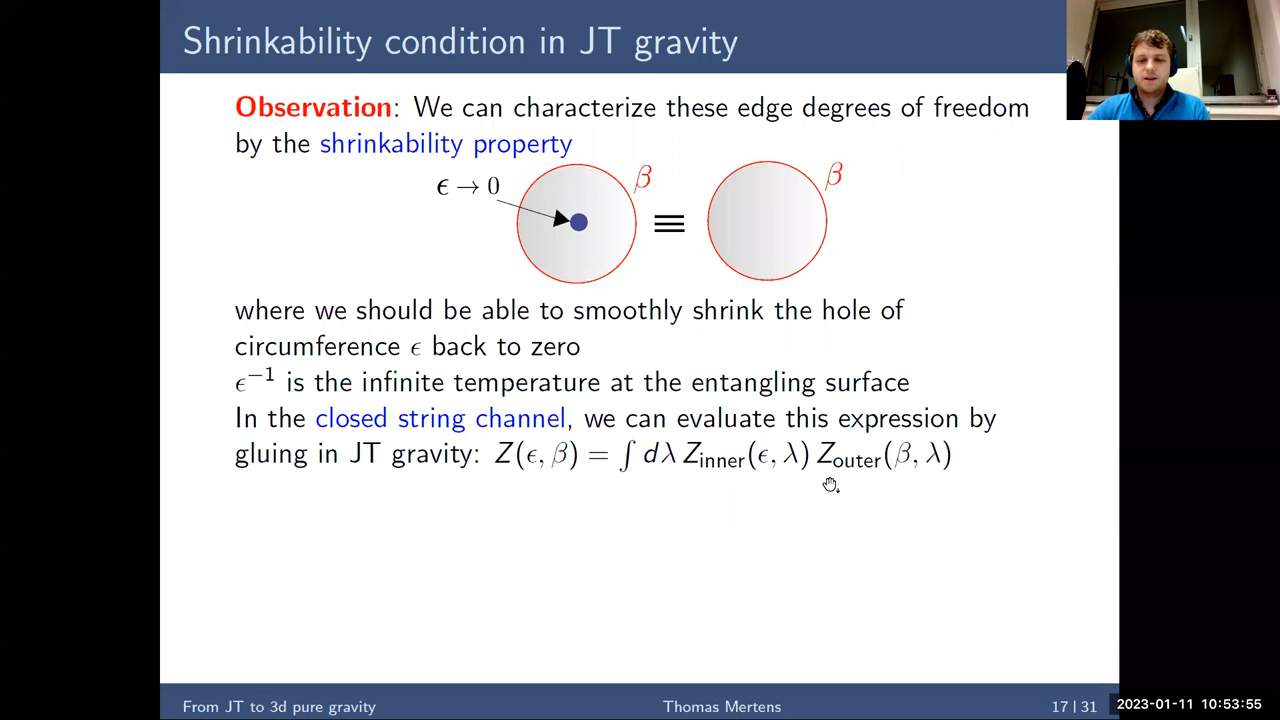 Shrinkability condition in JT gravity
Observation: We can characterize these edge degrees of freedom
by the shrinkability property
ϵ → 0
β
≡
β
where we should be able to smoothly shrink the hole of
circumference ϵ back to zero
ϵ⁻¹ is the infinite temperature at the entangling surface
In the closed string channel, we can evaluate this expression by
gluing in JT gravity: Z(ϵ, β) = ∫ dλ Z_inner(ϵ, λ) Z_outer(β, λ)
From JT to 3d pure gravity
Thomas Mertens
17 | 31
2023-01-11 10:53:55